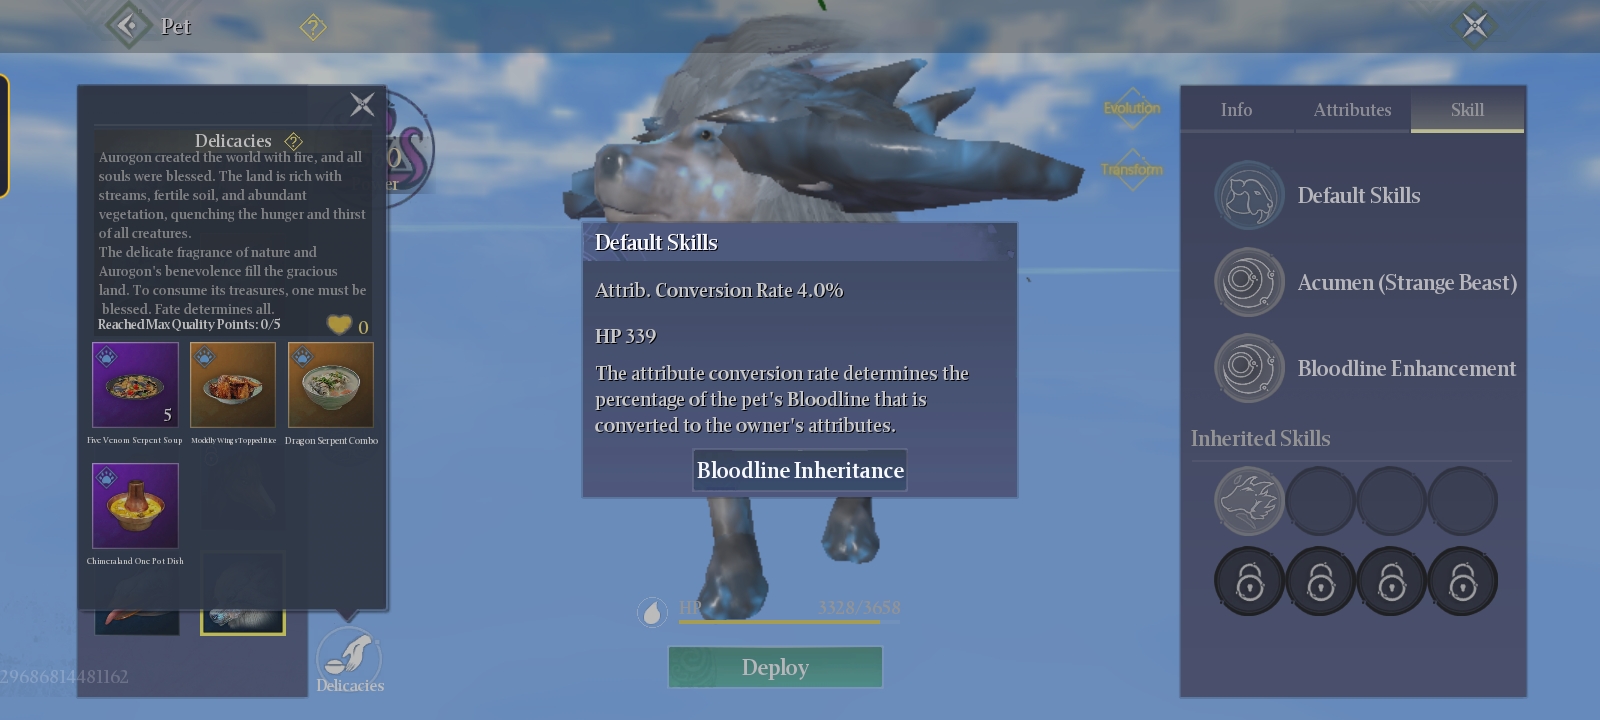 Pet
?
Delicacies
?
Aurogon created the world with fire, and all
souls were blessed. The land is rich with
streams, fertile soil, and abundant
vegetation, quenching the hunger and thirst
of all creatures.
The delicate fragrance of nature and
Aurogon's benevolence fill the gracious
land. To consume its treasures, one must be
blessed. Fate determines all.
Reached Max Quality Points: 0/5
0
5
Five Venom Serpent Soup
Moddly Wings Topped Rice
Dragon Serpent Combo
Chimeraland One Pot Dish
Delicacies
29686814481162
Default Skills
Attrib. Conversion Rate 4.0%
HP 339
The attribute conversion rate determines the
percentage of the pet's Bloodline that is
converted to the owner's attributes.
Bloodline Inheritance
HP
3328/3658
Deploy
Evolution
Transform
Info
Attributes
Skill
Default Skills
Acumen (Strange Beast)
Bloodline Enhancement
Inherited Skills